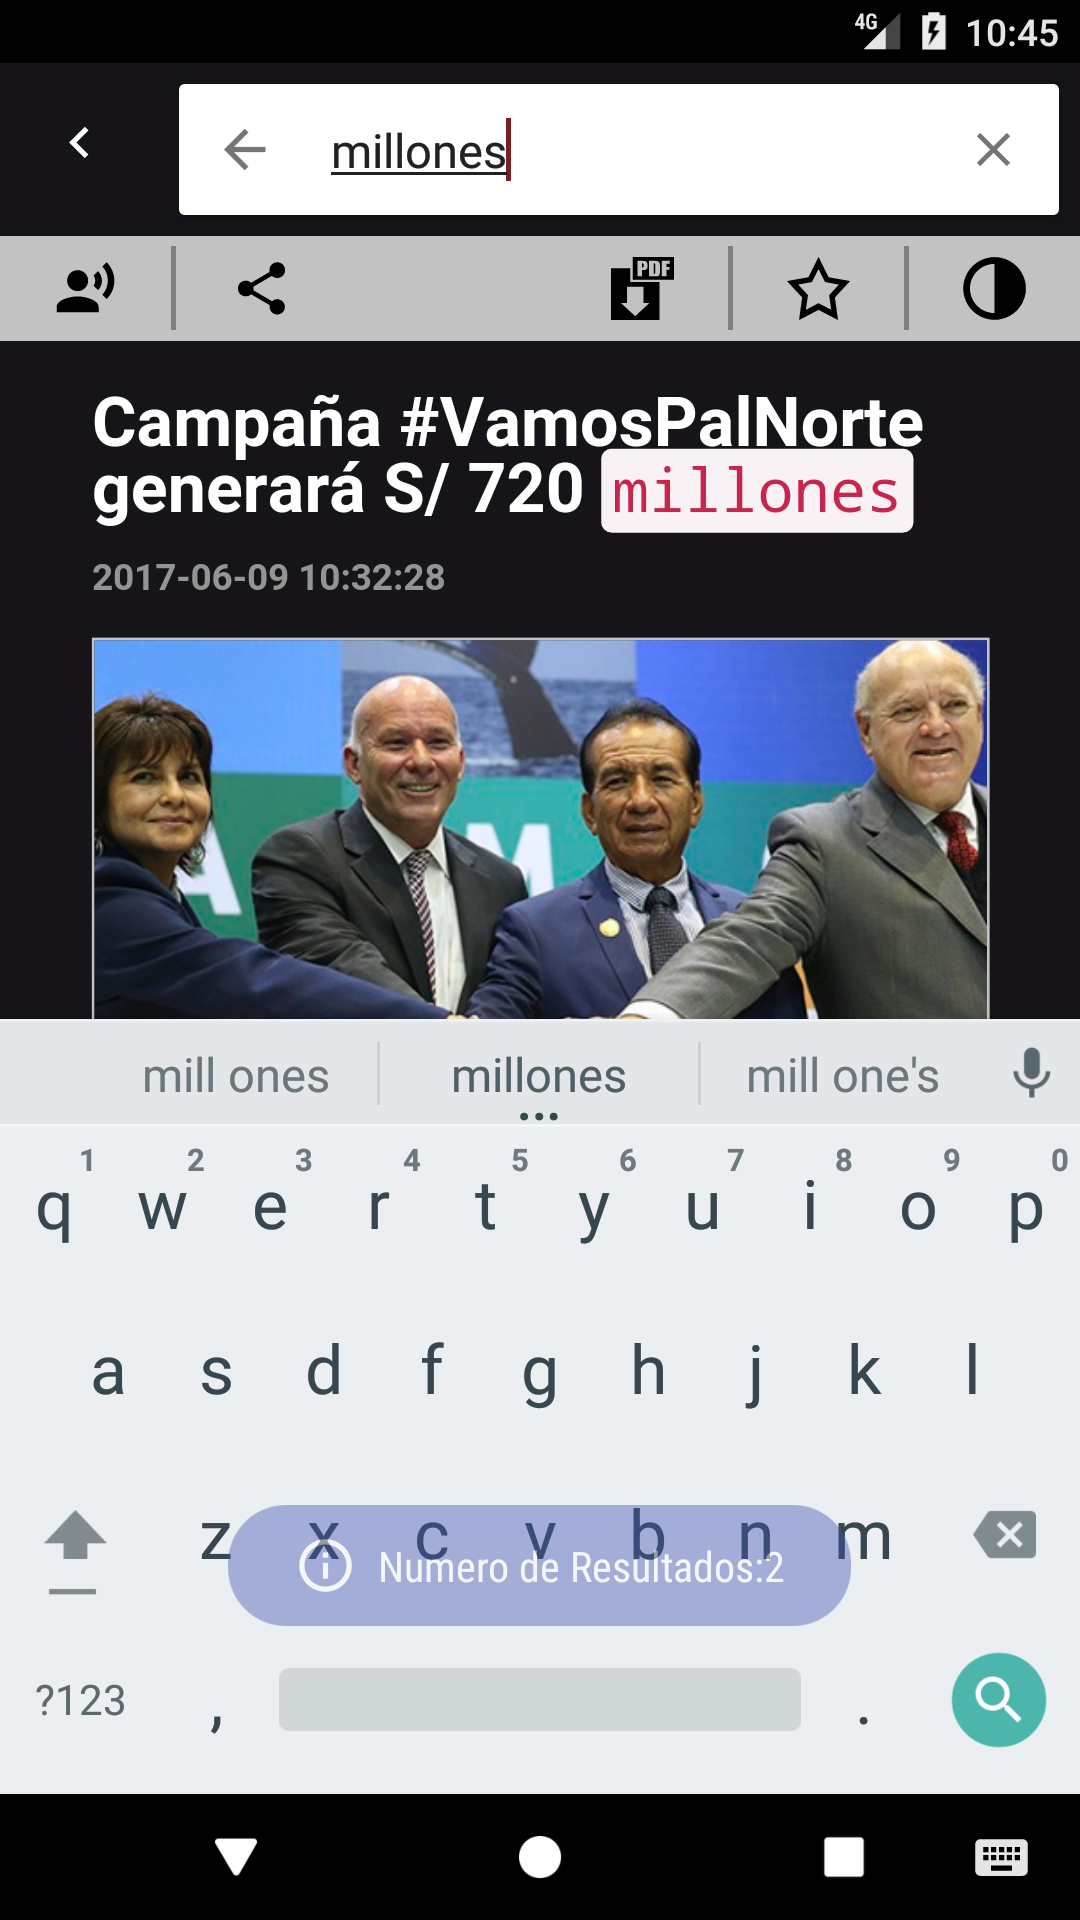 4G 10:45
millones
PDF
Campaña #VamosPalNorte
generará S/ 720 millones
2017-06-09 10:32:28
A M
mill ones millones mill one's
1 2 3 4 5 6 7 8 9 0
q w e r t y u i o p
a s d f g h j k l
z x c v b n m
Numero de Resultados:2
?123 , .